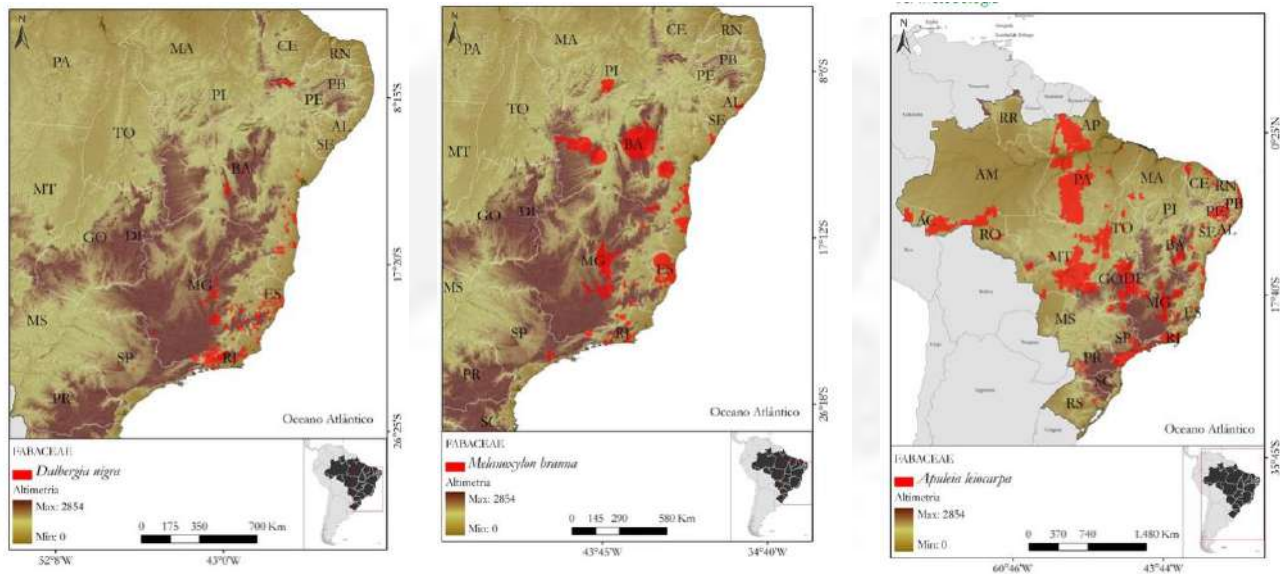 N
PA
MA
CE
RN
PB
PI
PE
TO
AL
SE
BA
MT
GO
DF
MG
ES
MS
SP
RJ
PR
Oceano Atlântico
8°15'S
17°20'S
26°25'S
FABACEAE
Dalbergia nigra
Altimetria
Max: 2854
Min: 0
0 175 350 700 Km
52°8'W 43°0'W
N
PA
MA
CE
RN
PB
PI
PE
TO
AL
SE
BA
MT
GO
DF
MG
ES
MS
SP
RJ
PR
SC
Oceano Atlântico
8°6'S
17°12'S
26°18'S
FABACEAE
Melanoxylon brauna
Altimetria
Max: 2854
Min: 0
0 145 290 580 Km
43°45'W 34°40'W
N
RR
AP
AM
PA
MA
CE
RN
PB
PI
PE
AC
TO
AL
SE
RO
BA
MT
GO
DF
MG
ES
MS
SP
RJ
PR
SC
RS
Oceano Atlântico
0°25'S
17°40'S
35°45'S
FABACEAE
Apuleia leiocarpa
Altimetria
Max: 2854
Min: 0
0 370 740 1.480 Km
60°46'W 43°44'W